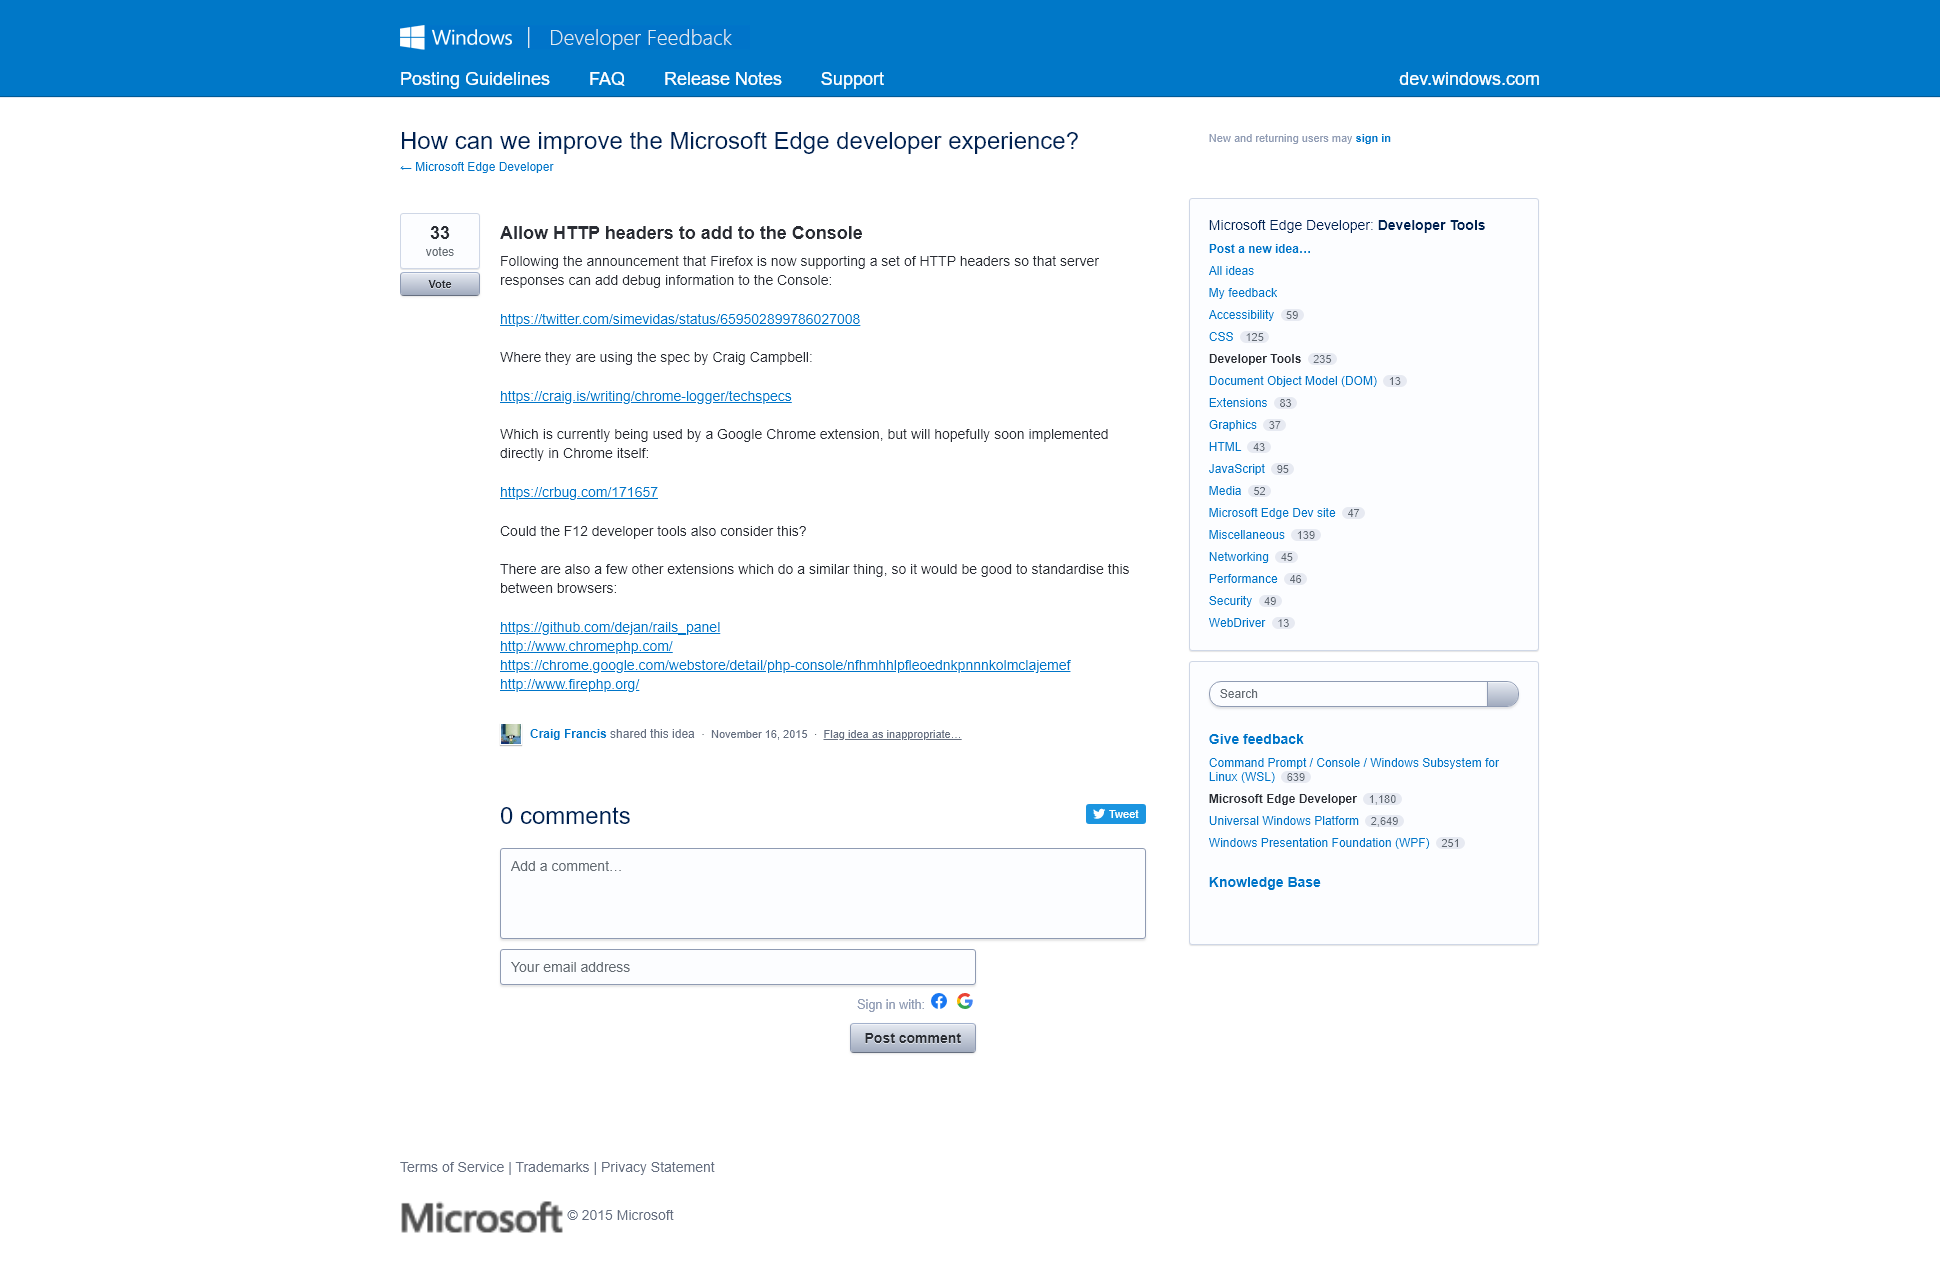 Windows | Developer Feedback
Posting Guidelines FAQ Release Notes Support dev.windows.com
How can we improve the Microsoft Edge developer experience?
← Microsoft Edge Developer
New and returning users may sign in
33
votes
Vote
Allow HTTP headers to add to the Console
Following the announcement that Firefox is now supporting a set of HTTP headers so that server
responses can add debug information to the Console:
https://twitter.com/simevidas/status/659502899786027008
Where they are using the spec by Craig Campbell:
https://craig.is/writing/chrome-logger/techspecs
Which is currently being used by a Google Chrome extension, but will hopefully soon implemented
directly in Chrome itself:
https://crbug.com/171657
Could the F12 developer tools also consider this?
There are also a few other extensions which do a similar thing, so it would be good to standardise this
between browsers:
https://github.com/dejan/rails_panel
http://www.chromephp.com/
https://chrome.google.com/webstore/detail/php-console/nfhmhhlpfleoednkpnnnkolmclajemef
http://www.firephp.org/
Craig Francis shared this idea · November 16, 2015 · Flag idea as inappropriate…
0 comments
Tweet
Add a comment…
Your email address
Sign in with:
Post comment
Microsoft Edge Developer: Developer Tools
Post a new idea…
All ideas
My feedback
Accessibility 59
CSS 125
Developer Tools 235
Document Object Model (DOM) 13
Extensions 83
Graphics 37
HTML 43
JavaScript 95
Media 52
Microsoft Edge Dev site 47
Miscellaneous 139
Networking 45
Performance 46
Security 49
WebDriver 13
Search
Give feedback
Command Prompt / Console / Windows Subsystem for
Linux (WSL) 639
Microsoft Edge Developer 1,180
Universal Windows Platform 2,649
Windows Presentation Foundation (WPF) 251
Knowledge Base
Terms of Service | Trademarks | Privacy Statement
Microsoft © 2015 Microsoft